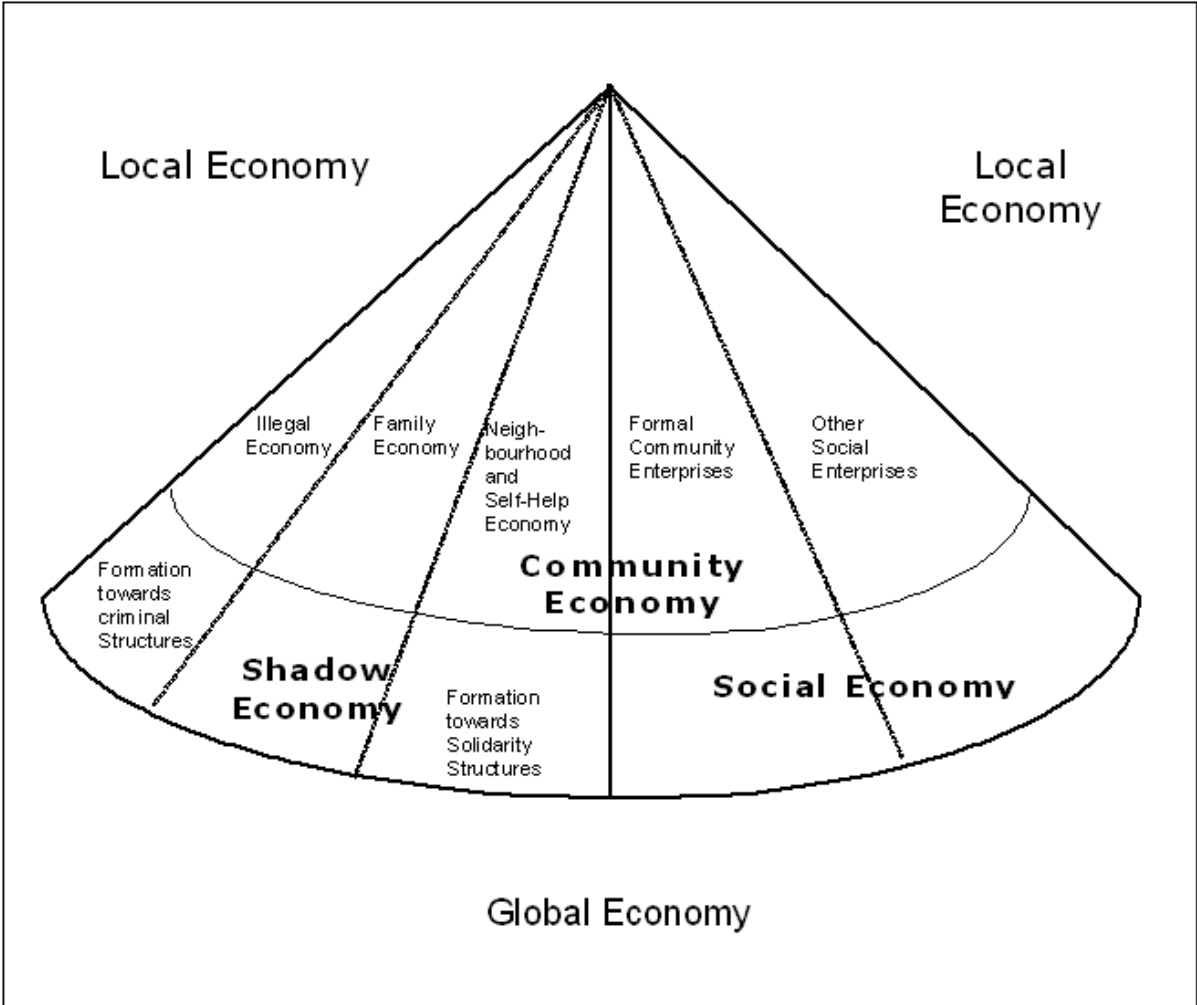 Local Economy
Local
Economy
Illegal
Economy
Family
Economy
Neigh-
bourhood
and
Self-Help
Economy
Formal
Community
Enterprises
Other
Social
Enterprises
Community
Economy
Formation
towards
criminal
Structures
Shadow
Economy
Formation
towards
Solidarity
Structures
Social Economy
Global Economy